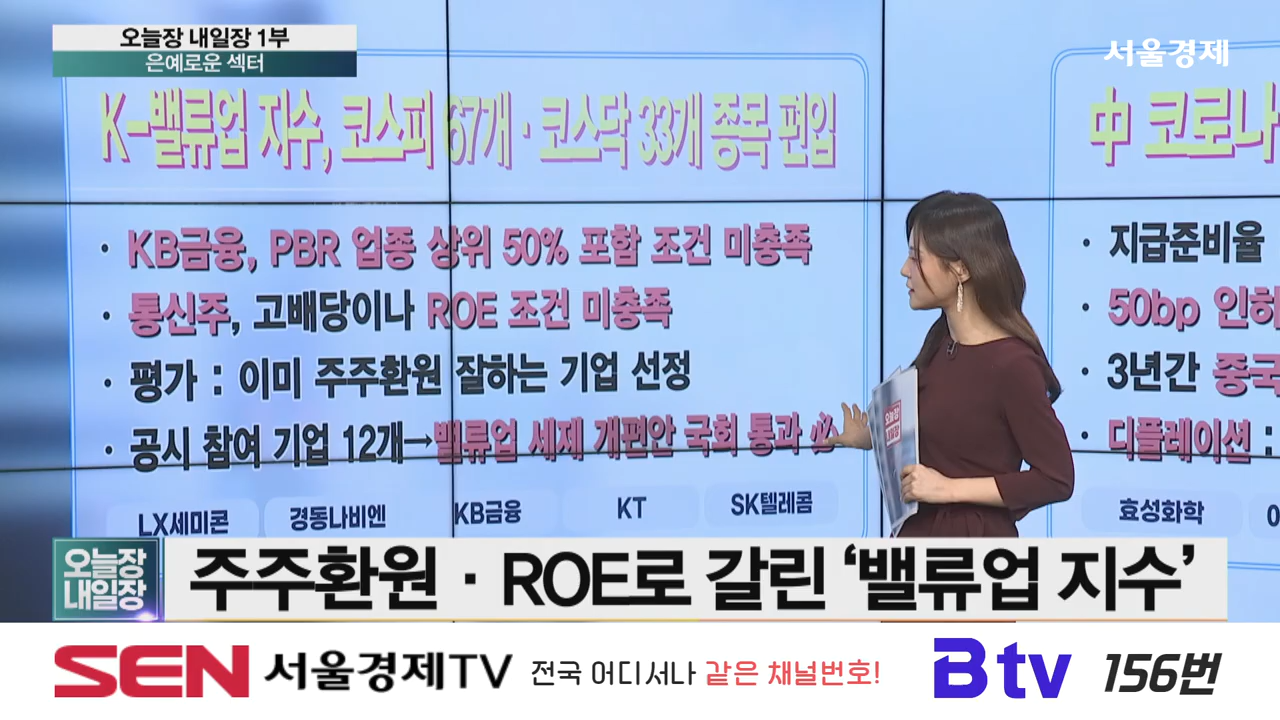 오늘장 내일장 1부
은예로운 섹터
서울경제
K-밸류업 지수, 코스피 67개·코스닥 33개 종목 편입
· KB금융, PBR 업종 상위 50% 포함 조건 미충족
· 통신주, 고배당이나 ROE 조건 미충족
· 평가 : 이미 주주환원 잘하는 기업 선정
· 공시 참여 기업 12개→밸류업 세제 개편안 국회 통과 必
LX세미콘
경동나비엔
KB금융
KT
SK텔레콤
中 코로나
· 지급준비율
· 50bp 인하
· 3년간 중국
· 디플레이션 :
효성화학
오늘장
내일장
오늘장
내일장
주주환원·ROE로 갈린 ‘밸류업 지수’
SEN 서울경제TV 전국 어디서나 같은 채널번호! Btv 156번